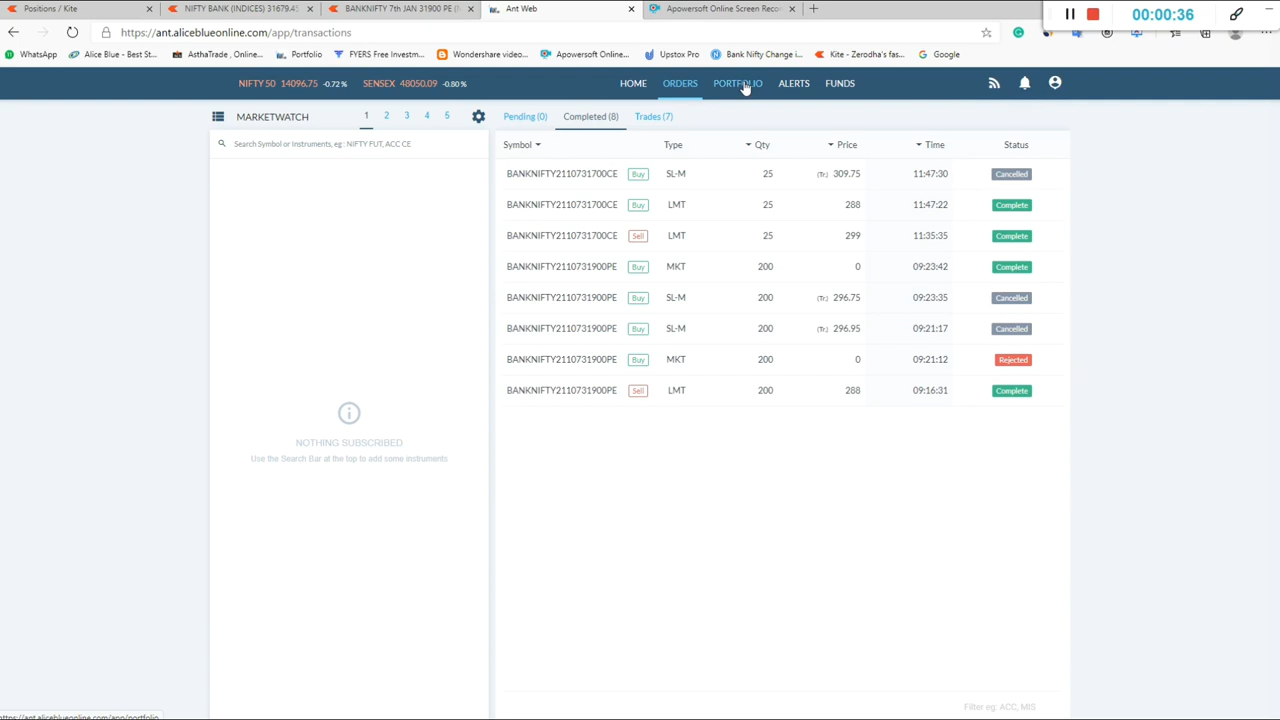 Positions / Kite
NIFTY BANK (INDICES) 31679.45
BANKNIFTY 7th JAN 31900 PE (N
Ant Web
Apowersoft Online Screen Reco
00:00:36
https://ant.aliceblueonline.com/app/transactions
WhatsApp
Alice Blue - Best St...
AsthaTrade , Online...
Portfolio
FYERS Free Investm...
Wondershare video...
Apowersoft Online...
Upstox Pro
Bank Nifty Change i...
Kite - Zerodha's fas...
Google
NIFTY 50 14096.75 -0.72 %
SENSEX 48050.09 -0.80 %
HOME
ORDERS
PORTFOLIO
ALERTS
FUNDS
MARKETWATCH
1 2 3 4 5
Pending (0)
Completed (8)
Trades (7)
Search Symbol or Instruments, eg:: NIFTY FUT, ACC CE
Symbol Type Qty Price Time Status
BANKNIFTY2110731700CE Buy SL-M 25 (Tr.) 309.75 11:47:30 Cancelled
BANKNIFTY2110731700CE Buy LMT 25 288 11:47:22 Complete
BANKNIFTY2110731700CE Sell LMT 25 299 11:35:35 Complete
BANKNIFTY2110731900PE Buy MKT 200 0 09:23:42 Complete
BANKNIFTY2110731900PE Buy SL-M 200 (Tr.) 296.75 09:23:35 Cancelled
BANKNIFTY2110731900PE Buy SL-M 200 (Tr.) 296.95 09:21:17 Cancelled
BANKNIFTY2110731900PE Buy MKT 200 0 09:21:12 Rejected
BANKNIFTY2110731900PE Sell LMT 200 288 09:16:31 Complete
NOTHING SUBSCRIBED
Use the Search Bar at the top to add some instruments
Filter eg: ACC, MIS
https://ant.aliceblueonline.com/app/portfolio